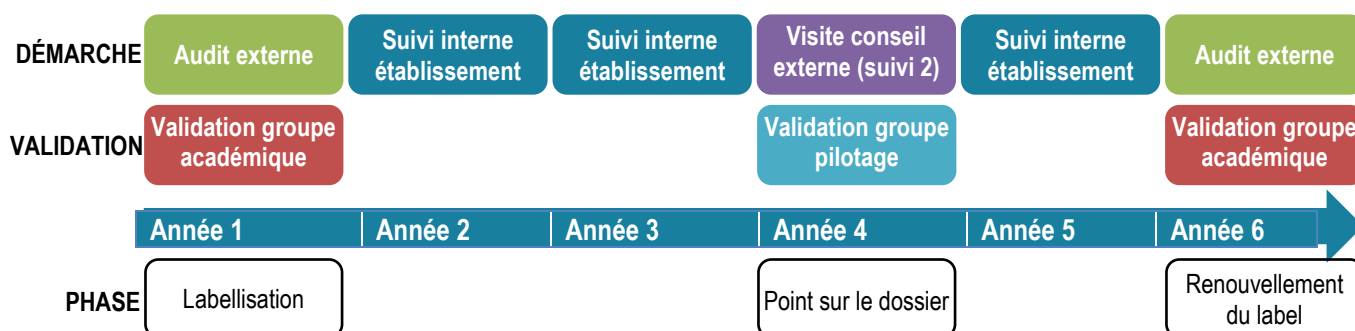 DÉMARCHE
Audit externe
Suivi interne
établissement
Suivi interne
établissement
Visite conseil
externe (suivi 2)
Suivi interne
établissement
Audit externe
VALIDATION
Validation groupe
académique
Validation groupe
pilotage
Validation groupe
académique
Année 1
Année 2
Année 3
Année 4
Année 5
Année 6
PHASE
Labellisation
Point sur le dossier
Renouvellement
du label